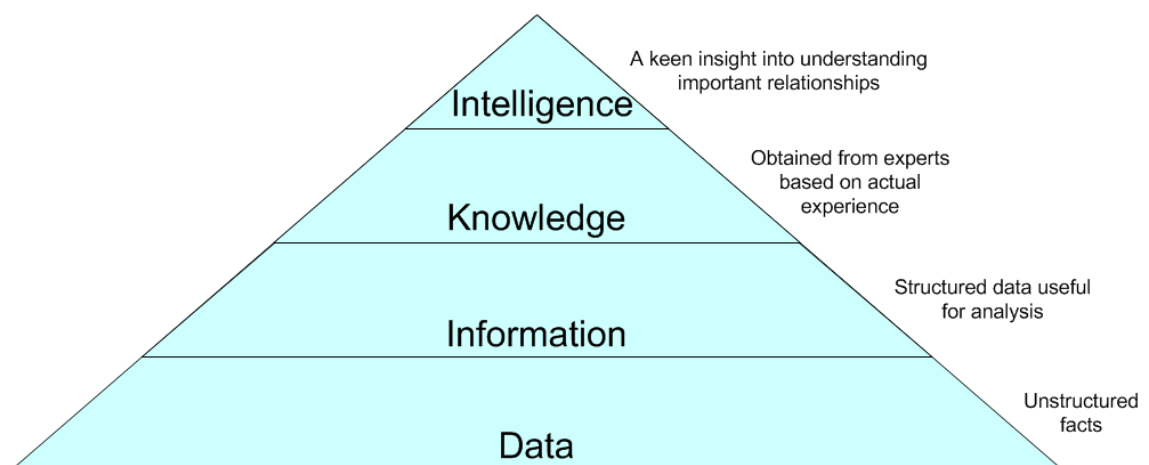 A keen insight into understanding
important relationships
Intelligence
Obtained from experts
based on actual
experience
Knowledge
Structured data useful
for analysis
Information
Unstructured
facts
Data